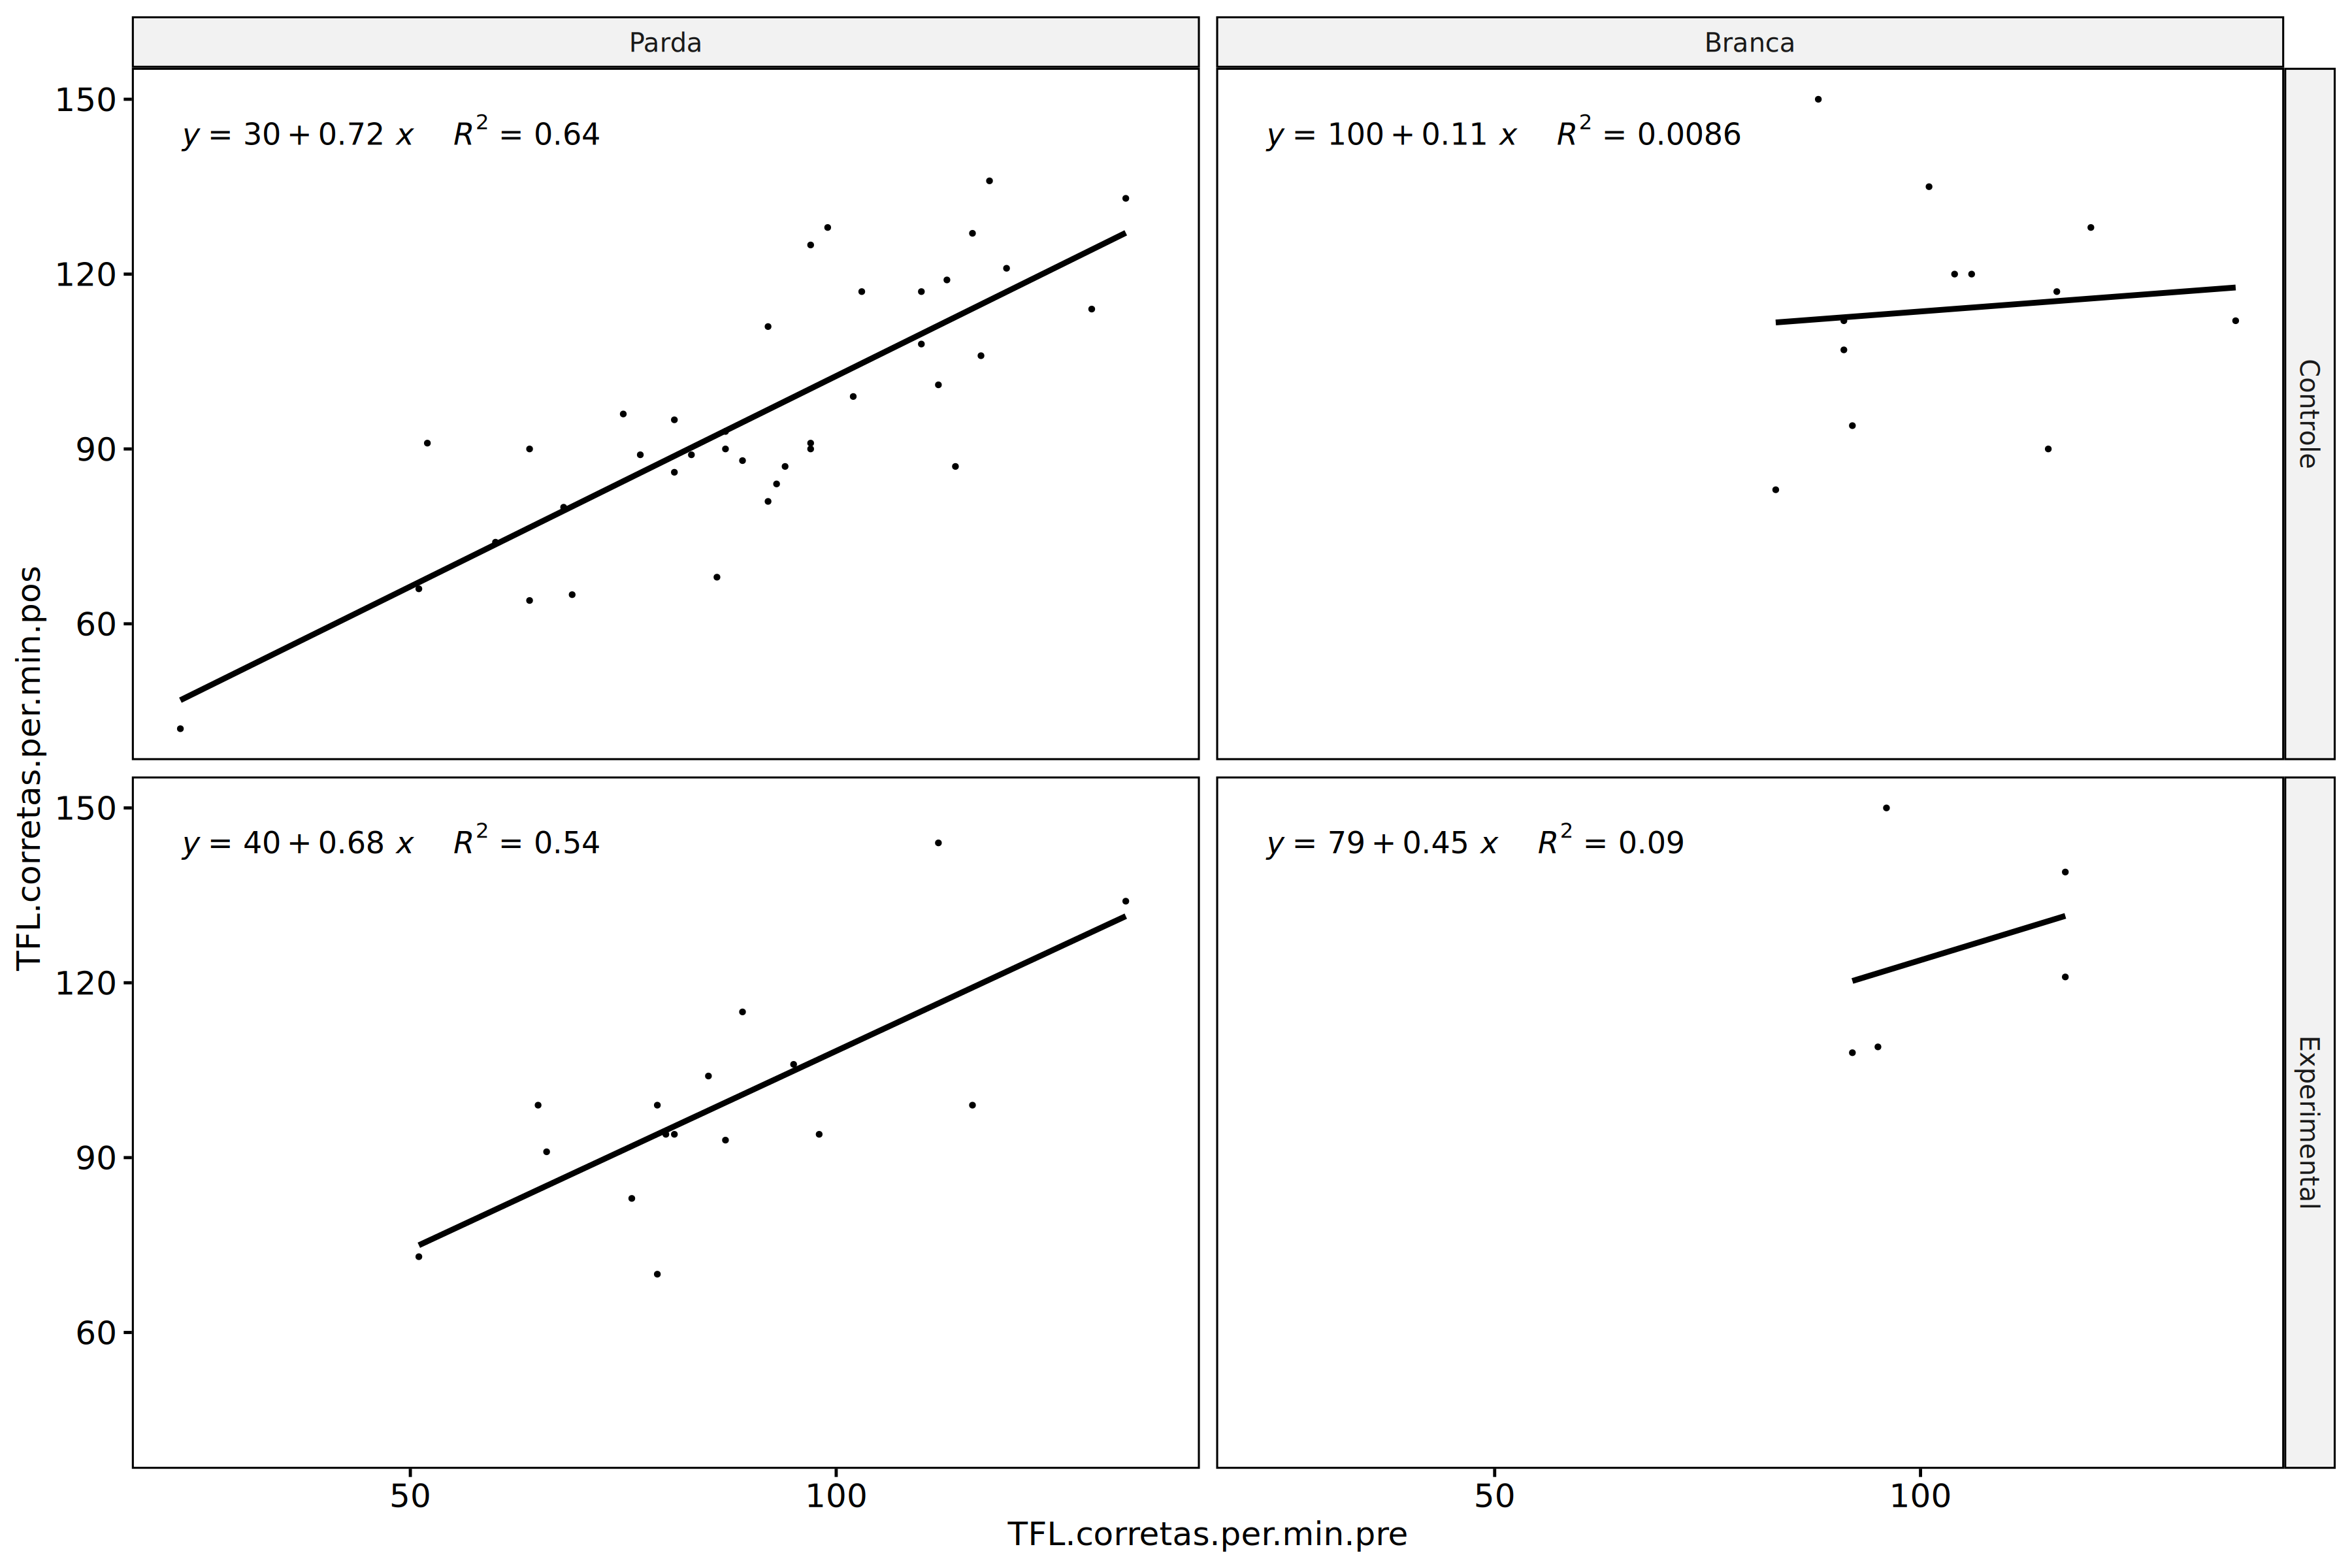 Parda
Branca
150
120
90
60
y = 30 + 0.72 x R² = 0.64
y = 100 + 0.11 x R² = 0.0086
Controle
150
120
90
60
y = 40 + 0.68 x R² = 0.54
y = 79 + 0.45 x R² = 0.09
Experimental
50
100
50
100
TFL.corretas.per.min.pre
TFL.corretas.per.min.pos